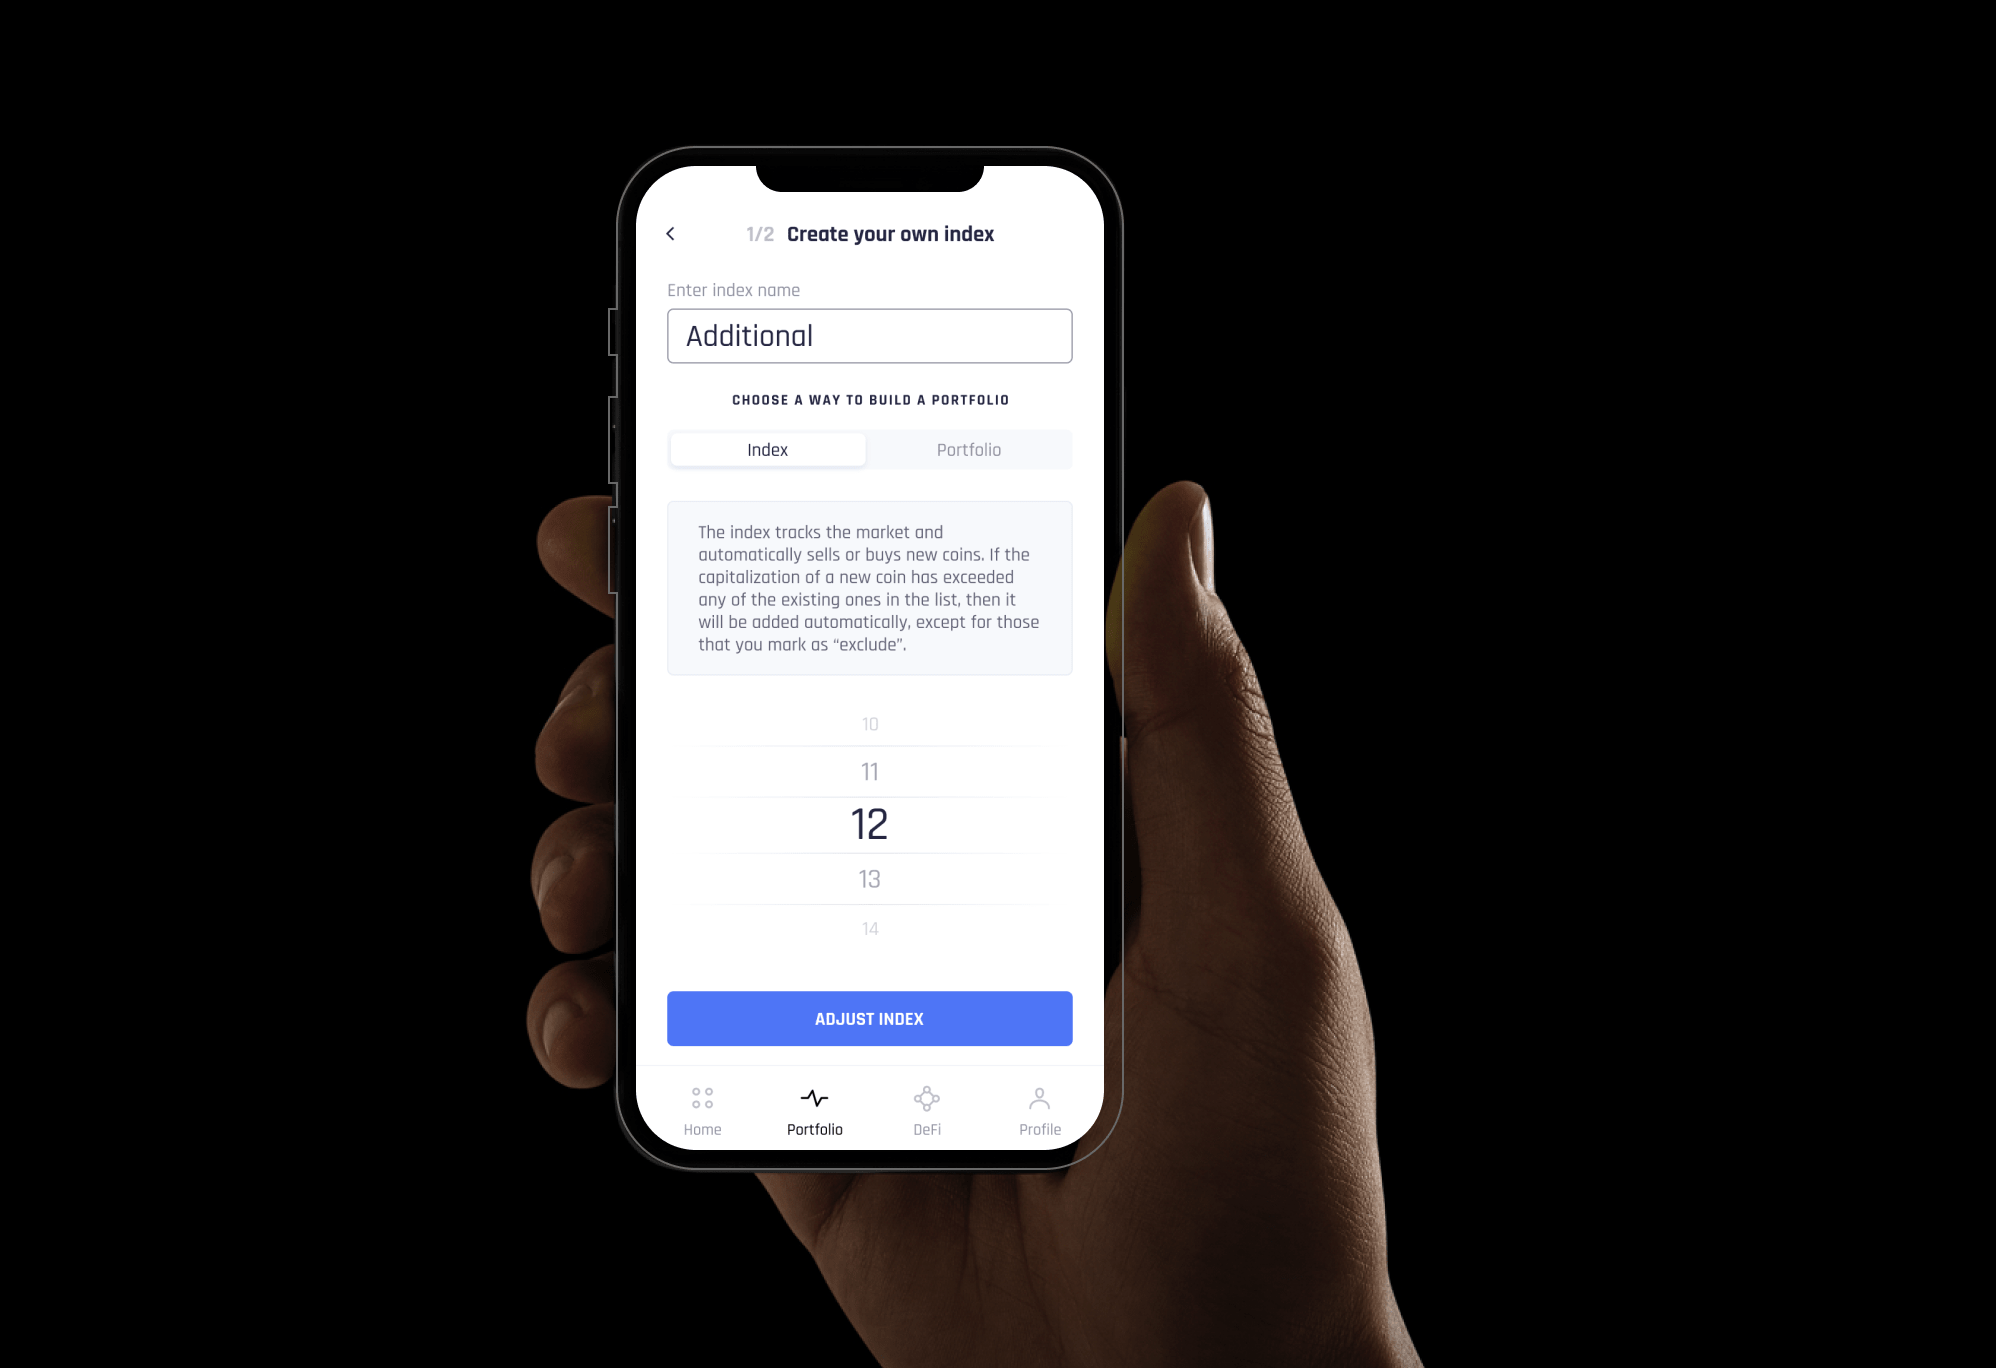 1/2 Create your own index
Enter index name
Additional
CHOOSE A WAY TO BUILD A PORTFOLIO
Index Portfolio
The index tracks the market and
automatically sells or buys new coins. If the
capitalization of a new coin has exceeded
any of the existing ones in the list, then it
will be added automatically, except for those
that you mark as “exclude”.
10
11
12
13
14
ADJUST INDEX
Home Portfolio DeFi Profile